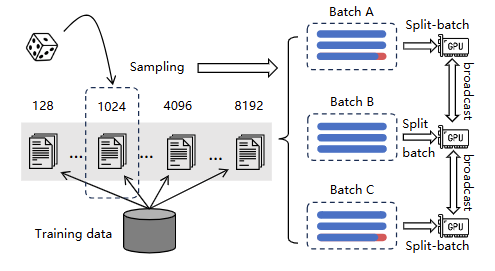 Batch A
Split-batch
GPU
Sampling
broadcast
128
1024
4096
8192
Batch B
Split
batch
GPU
... ... ...
broadcast
Batch C
Training data
GPU
Split-batch